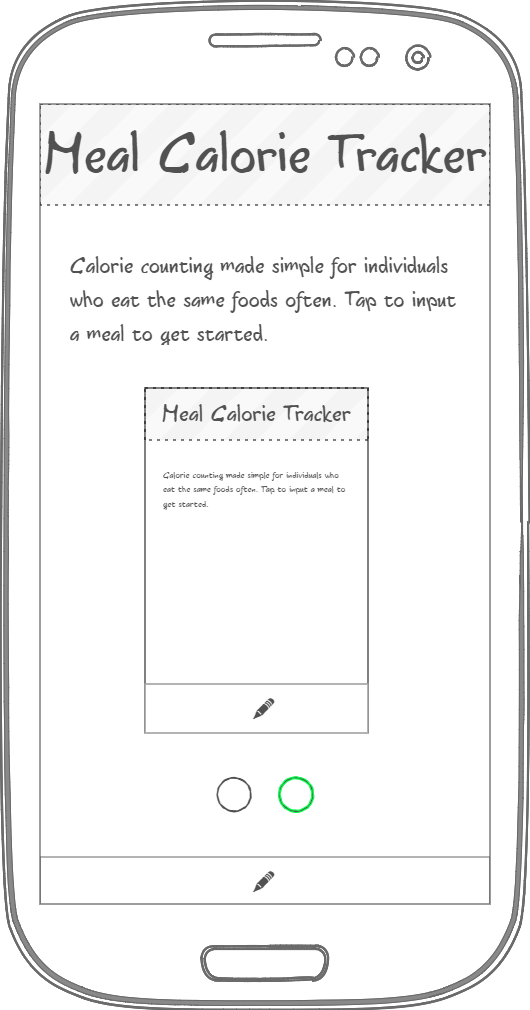 Meal Calorie Tracker
Calorie counting made simple for individuals
who eat the same foods often. Tap to input
a meal to get started.
Meal Calorie Tracker
Calorie counting made simple for individuals who
eat the same foods often. Tap to input a meal to
get started.